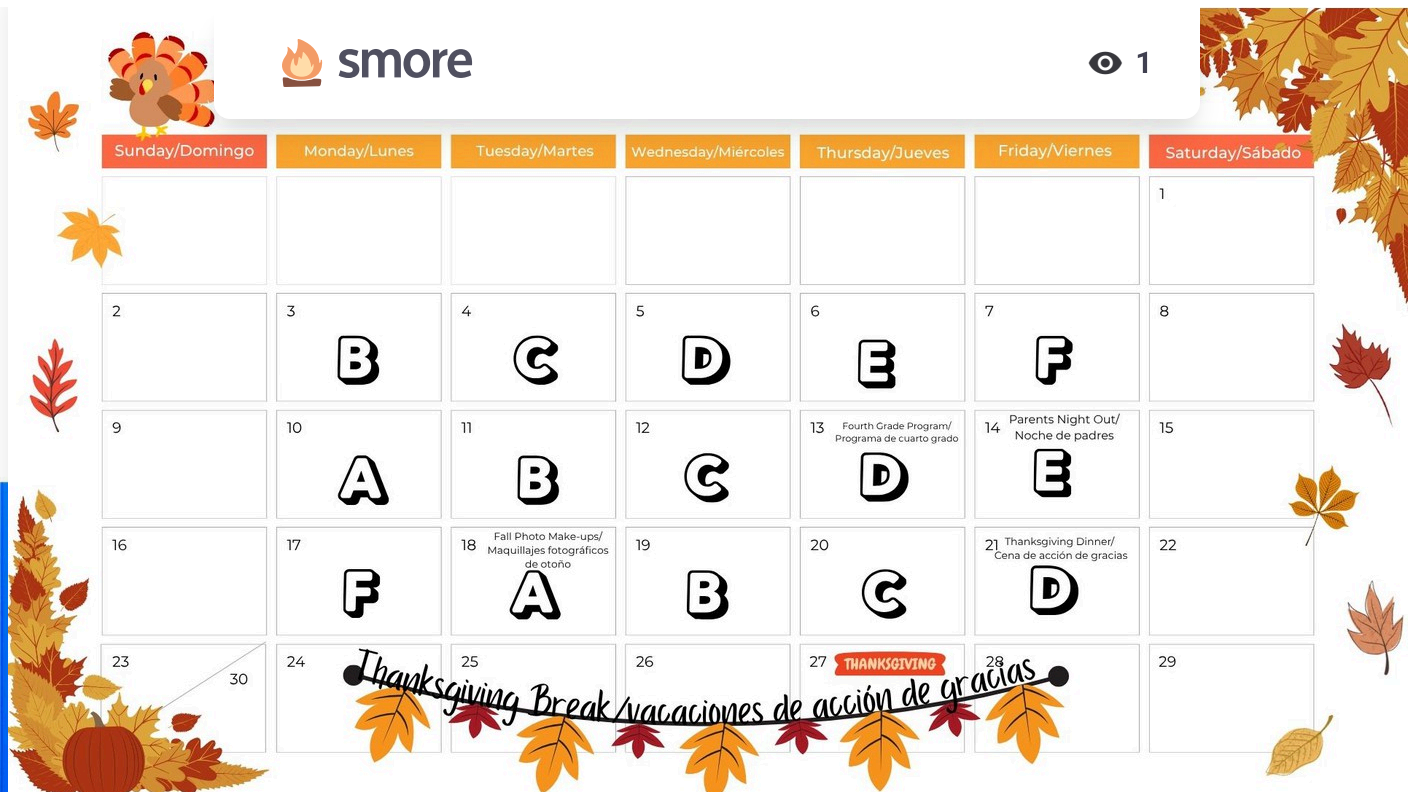 smore
1
Sunday/Domingo
Monday/Lunes
Tuesday/Martes
Wednesday/Miércoles
Thursday/Jueves
Friday/Viernes
Saturday/Sábado
1
2
3
B
4
C
5
D
6
E
7
F
8
9
10
A
11
B
12
C
13
Fourth Grade Program/
Programa de cuarto grado
D
14
Parents Night Out/
Noche de padres
E
15
16
17
F
18
Fall Photo Make-ups/
Maquillajes fotográficos
de otoño
A
19
B
20
C
21
Thanksgiving Dinner/
Cena de acción de gracias
D
22
23
30
24
25
26
27
THANKSGIVING
28
29
Thanksgiving Break/vacaciones de acción de gracias